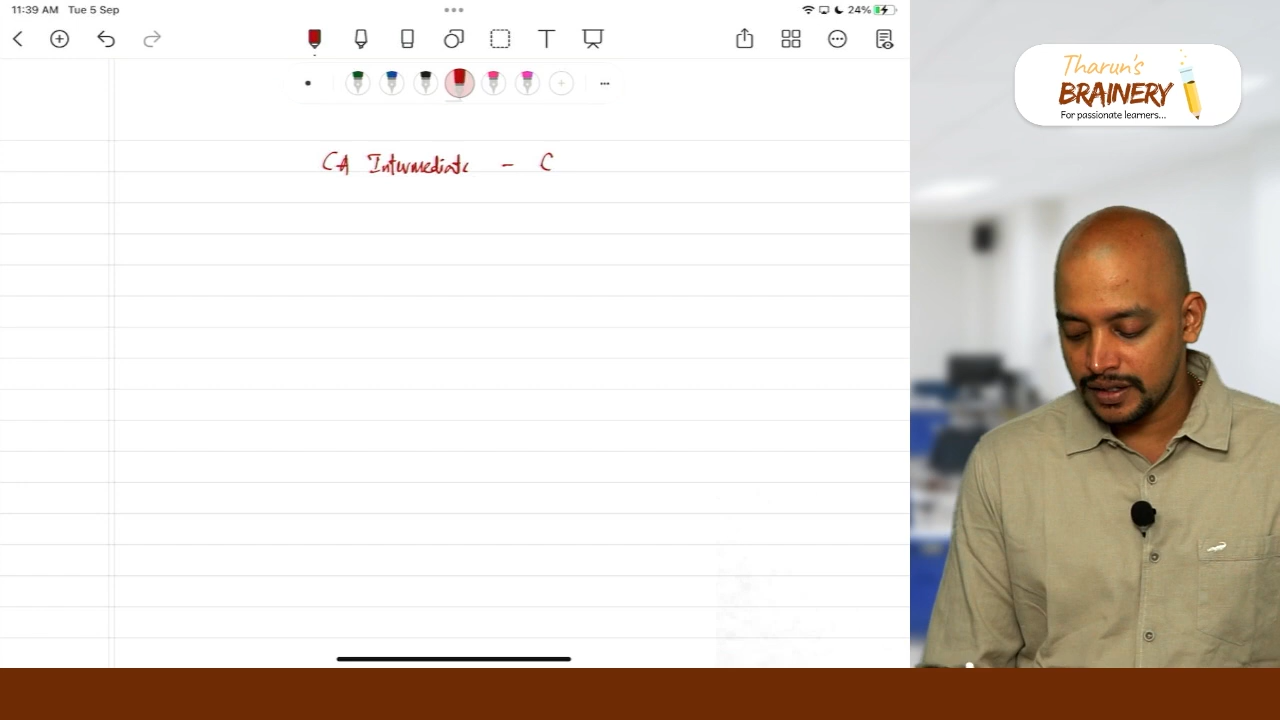 11:39 AM Tue 5 Sep
24%
T
Tharun's
BRAINERY
For passionate learners...
CA Intermediate - C